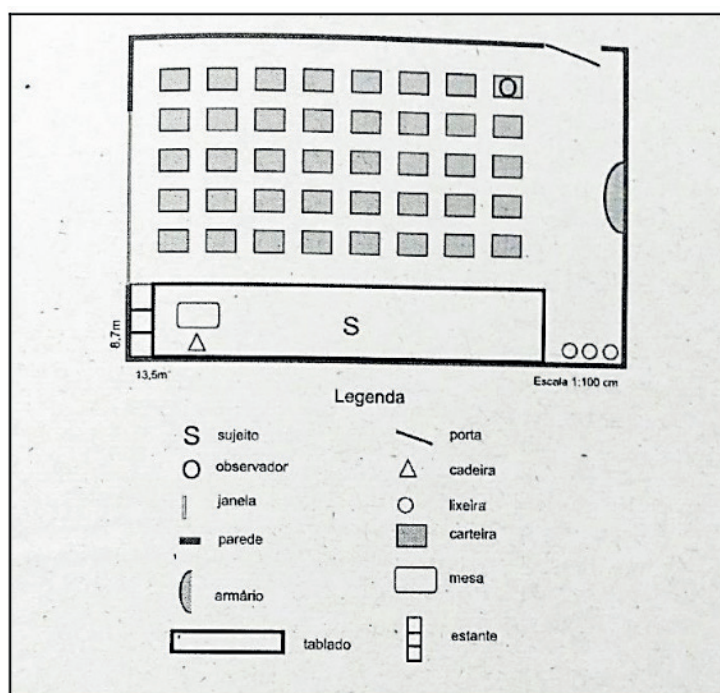 S
8,7m
13,5m
Escala 1:100 cm
Legenda
S sujeito
porta
observador
cadeira
janela
lixeira
parede
carteira
armário
mesa
tablado
estante